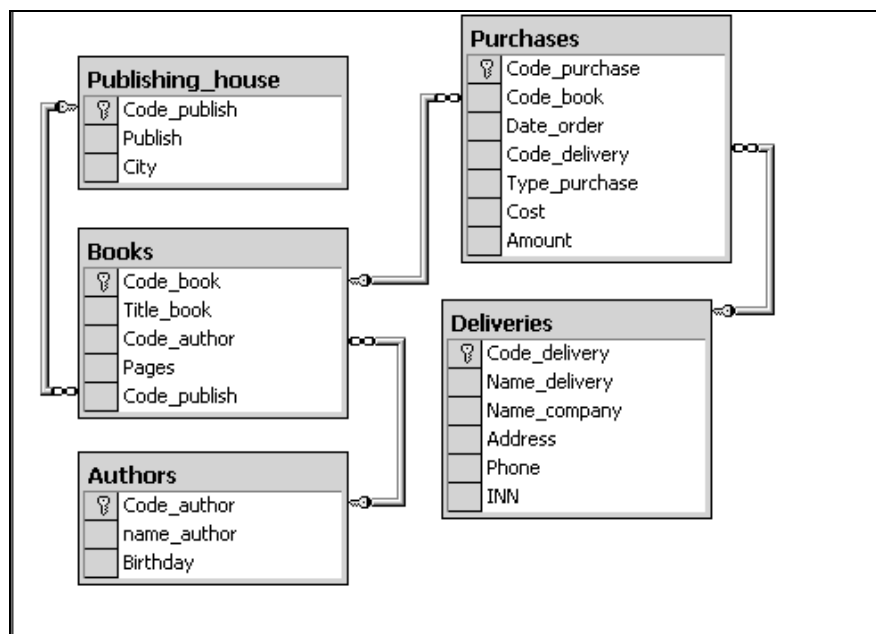 Publishing_house
Code_publish
Publish
City
Books
Code_book
Title_book
Code_author
Pages
Code_publish
Authors
Code_author
name_author
Birthday
Purchases
Code_purchase
Code_book
Date_order
Code_delivery
Type_purchase
Cost
Amount
Deliveries
Code_delivery
Name_delivery
Name_company
Address
Phone
INN